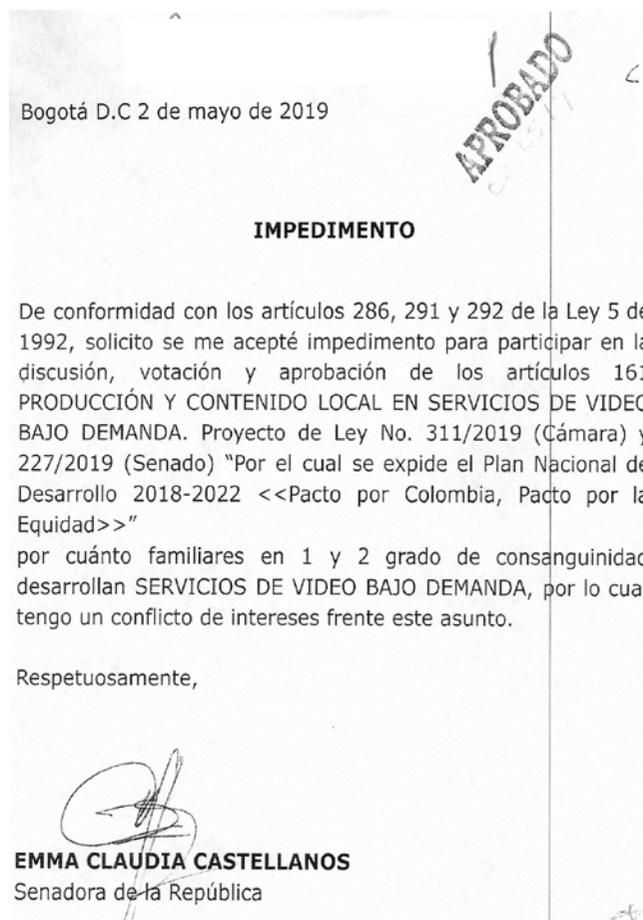 APROBADO
Bogotá D.C 2 de mayo de 2019
IMPEDIMENTO
De conformidad con los artículos 286, 291 y 292 de la Ley 5 de
1992, solicito se me acepté impedimento para participar en la
discusión, votación y aprobación de los artículos 161
PRODUCCIÓN Y CONTENIDO LOCAL EN SERVICIOS DE VIDEO
BAJO DEMANDA. Proyecto de Ley No. 311/2019 (Cámara) y
227/2019 (Senado) “Por el cual se expide el Plan Nacional de
Desarrollo 2018-2022 <<Pacto por Colombia, Pacto por la
Equidad>>”
por cuánto familiares en 1 y 2 grado de consanguinidad
desarrollan SERVICIOS DE VIDEO BAJO DEMANDA, por lo cual
tengo un conflicto de intereses frente este asunto.
Respetuosamente,
EMMA CLAUDIA CASTELLANOS
Senadora de la República